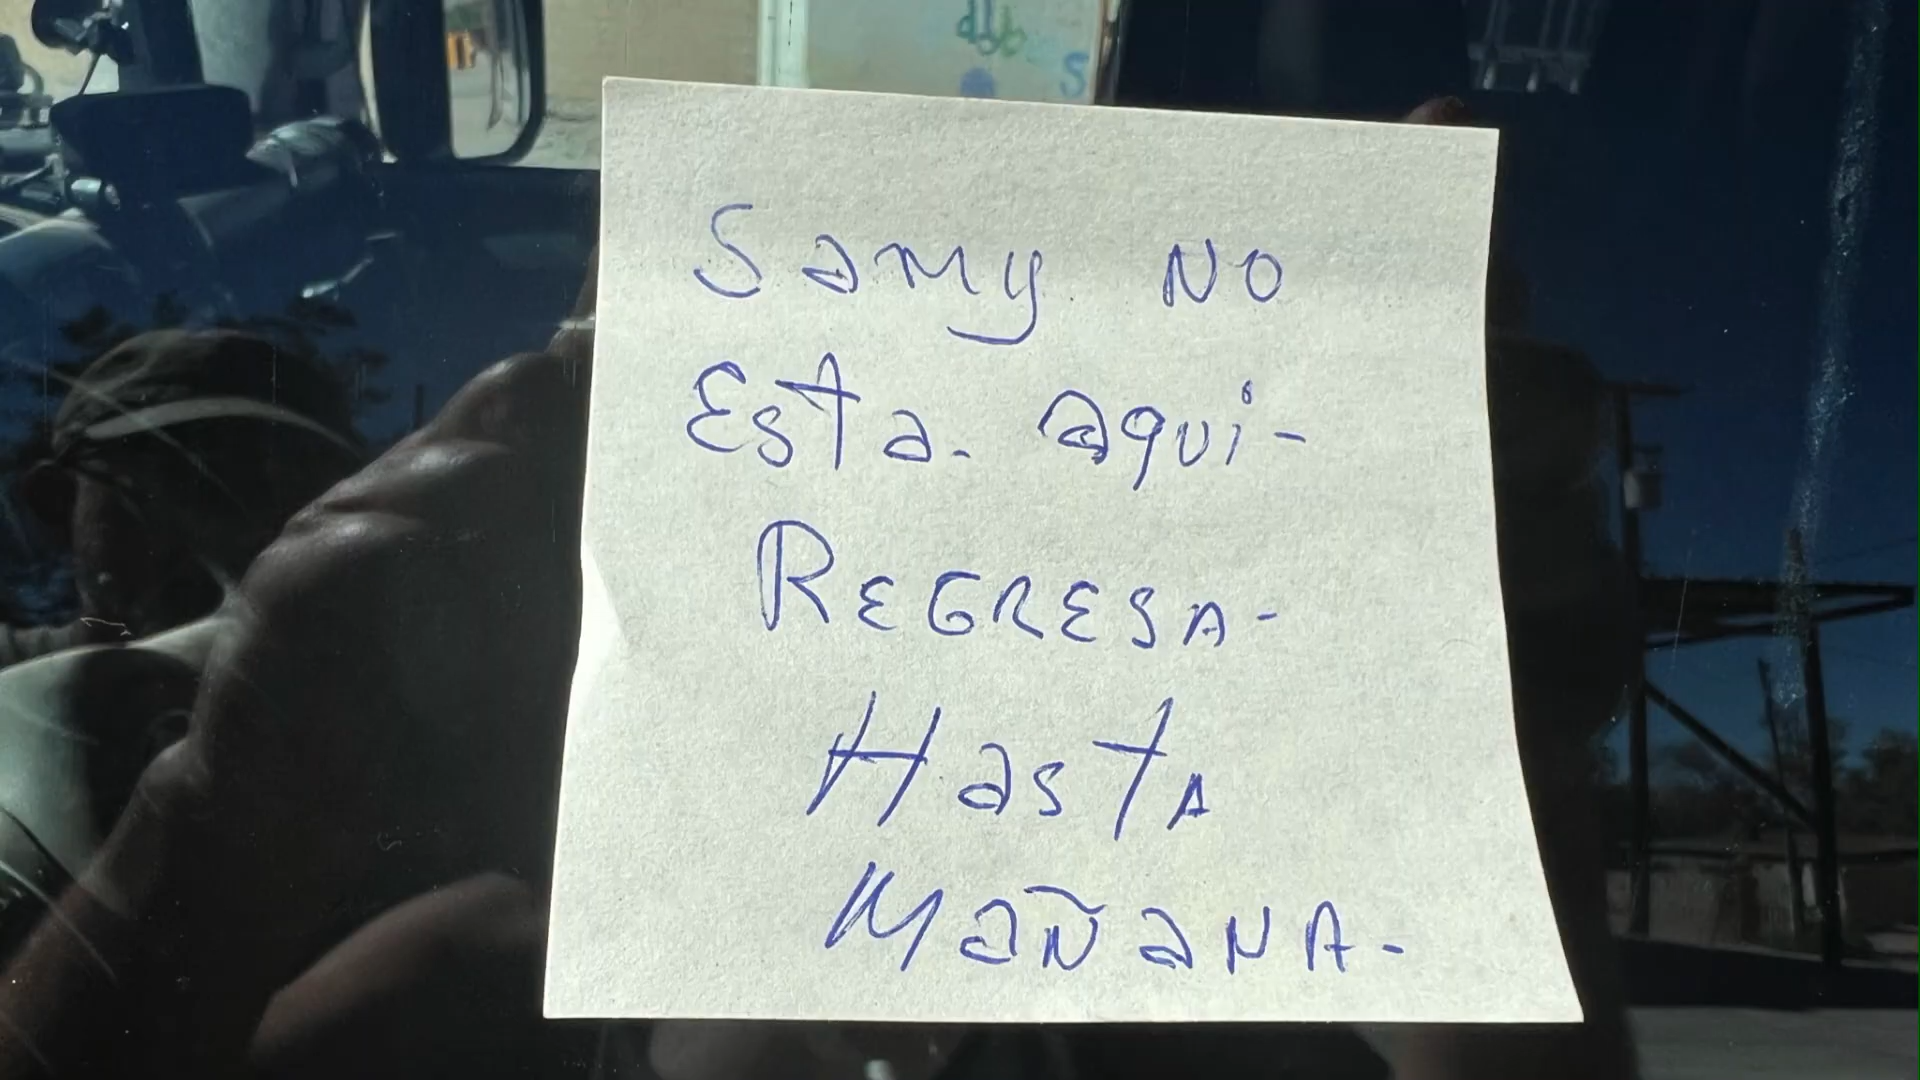 Samy NO
Esta. aqui-
REGRESA-
HastA
MañanA-